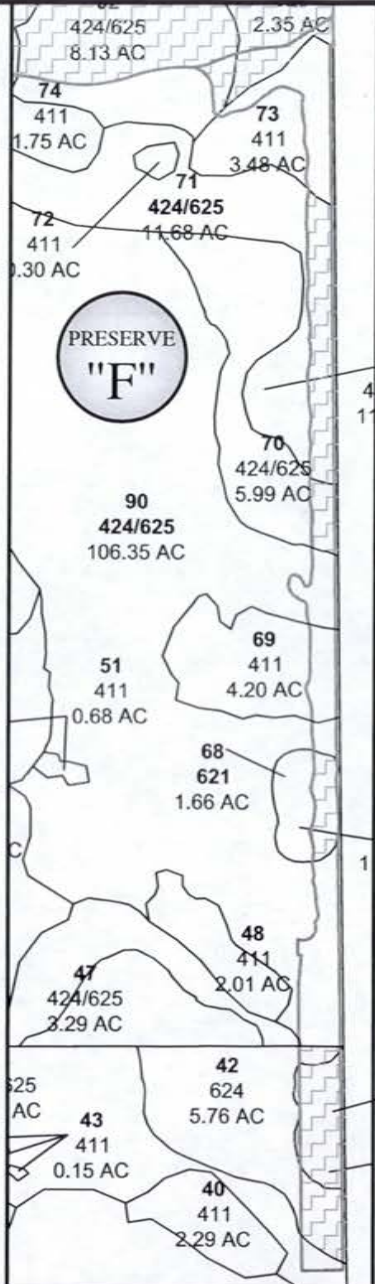 424/625
8.13 AC
2.35 AC
74
411
1.75 AC
73
411
3.48 AC
71
424/625
11.68 AC
72
411
0.30 AC
PRESERVE
"F"
70
424/625
5.99 AC
90
424/625
106.35 AC
69
411
4.20 AC
51
411
0.68 AC
68
621
1.66 AC
48
411
2.01 AC
47
424/625
3.29 AC
42
624
5.76 AC
AC
43
411
0.15 AC
40
411
2.29 AC